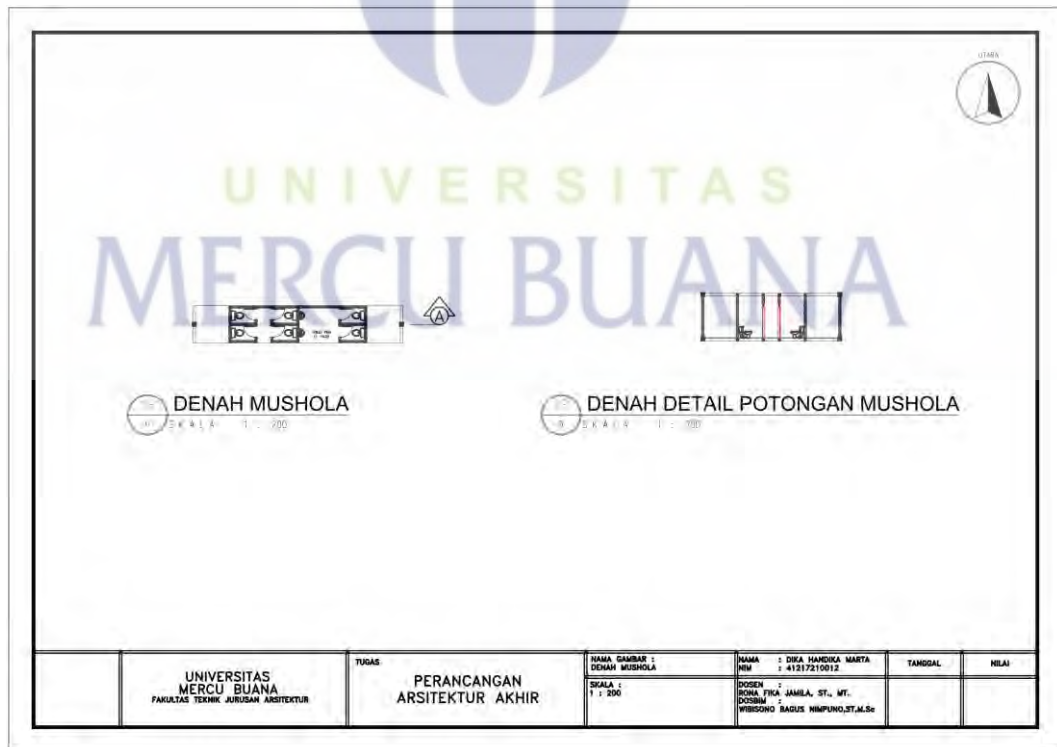 UTARA
UNIVERSITAS
MERCU BUANA
A
DENAH MUSHOLA
SKALA 1 : 200
DENAH DETAIL POTONGAN MUSHOLA
SKALA 1 :
UNIVERSITAS
MERCU BUANA
FAKULTAS TEKNIK JURUSAN ARSITEKTUR
TUGAS
PERANCANGAN
ARSITEKTUR AKHIR
NAMA GAMBAR :
DENAH MUSHOLA
SKALA :
1 : 200
NAMA : DIKA HANDIKA MARTA
NIM : 41217210012
DOSEN :
RONA FIKA JAMILA, ST., MT.
DOSBIM :
WIBISONO BAGUS NIMPUNO,ST,M.Sc
TANGGAL
NILAI